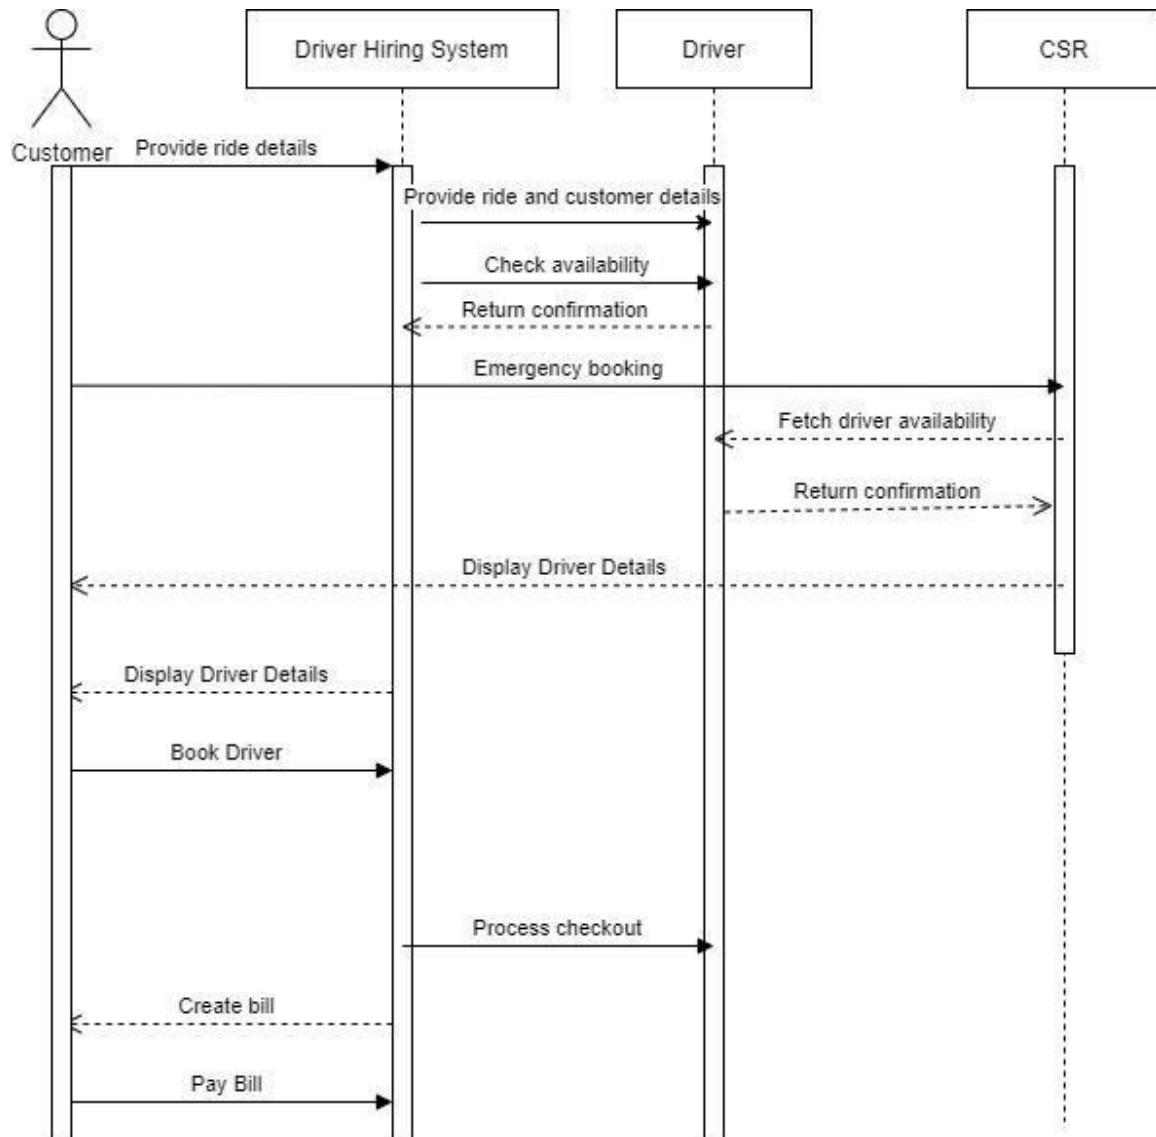 Driver Hiring System
Driver
CSR
Customer
Provide ride details
Provide ride and customer details
Check availability
Return confirmation
Emergency booking
Fetch driver availability
Return confirmation
Display Driver Details
Display Driver Details
Book Driver
Process checkout
Create bill
Pay Bill